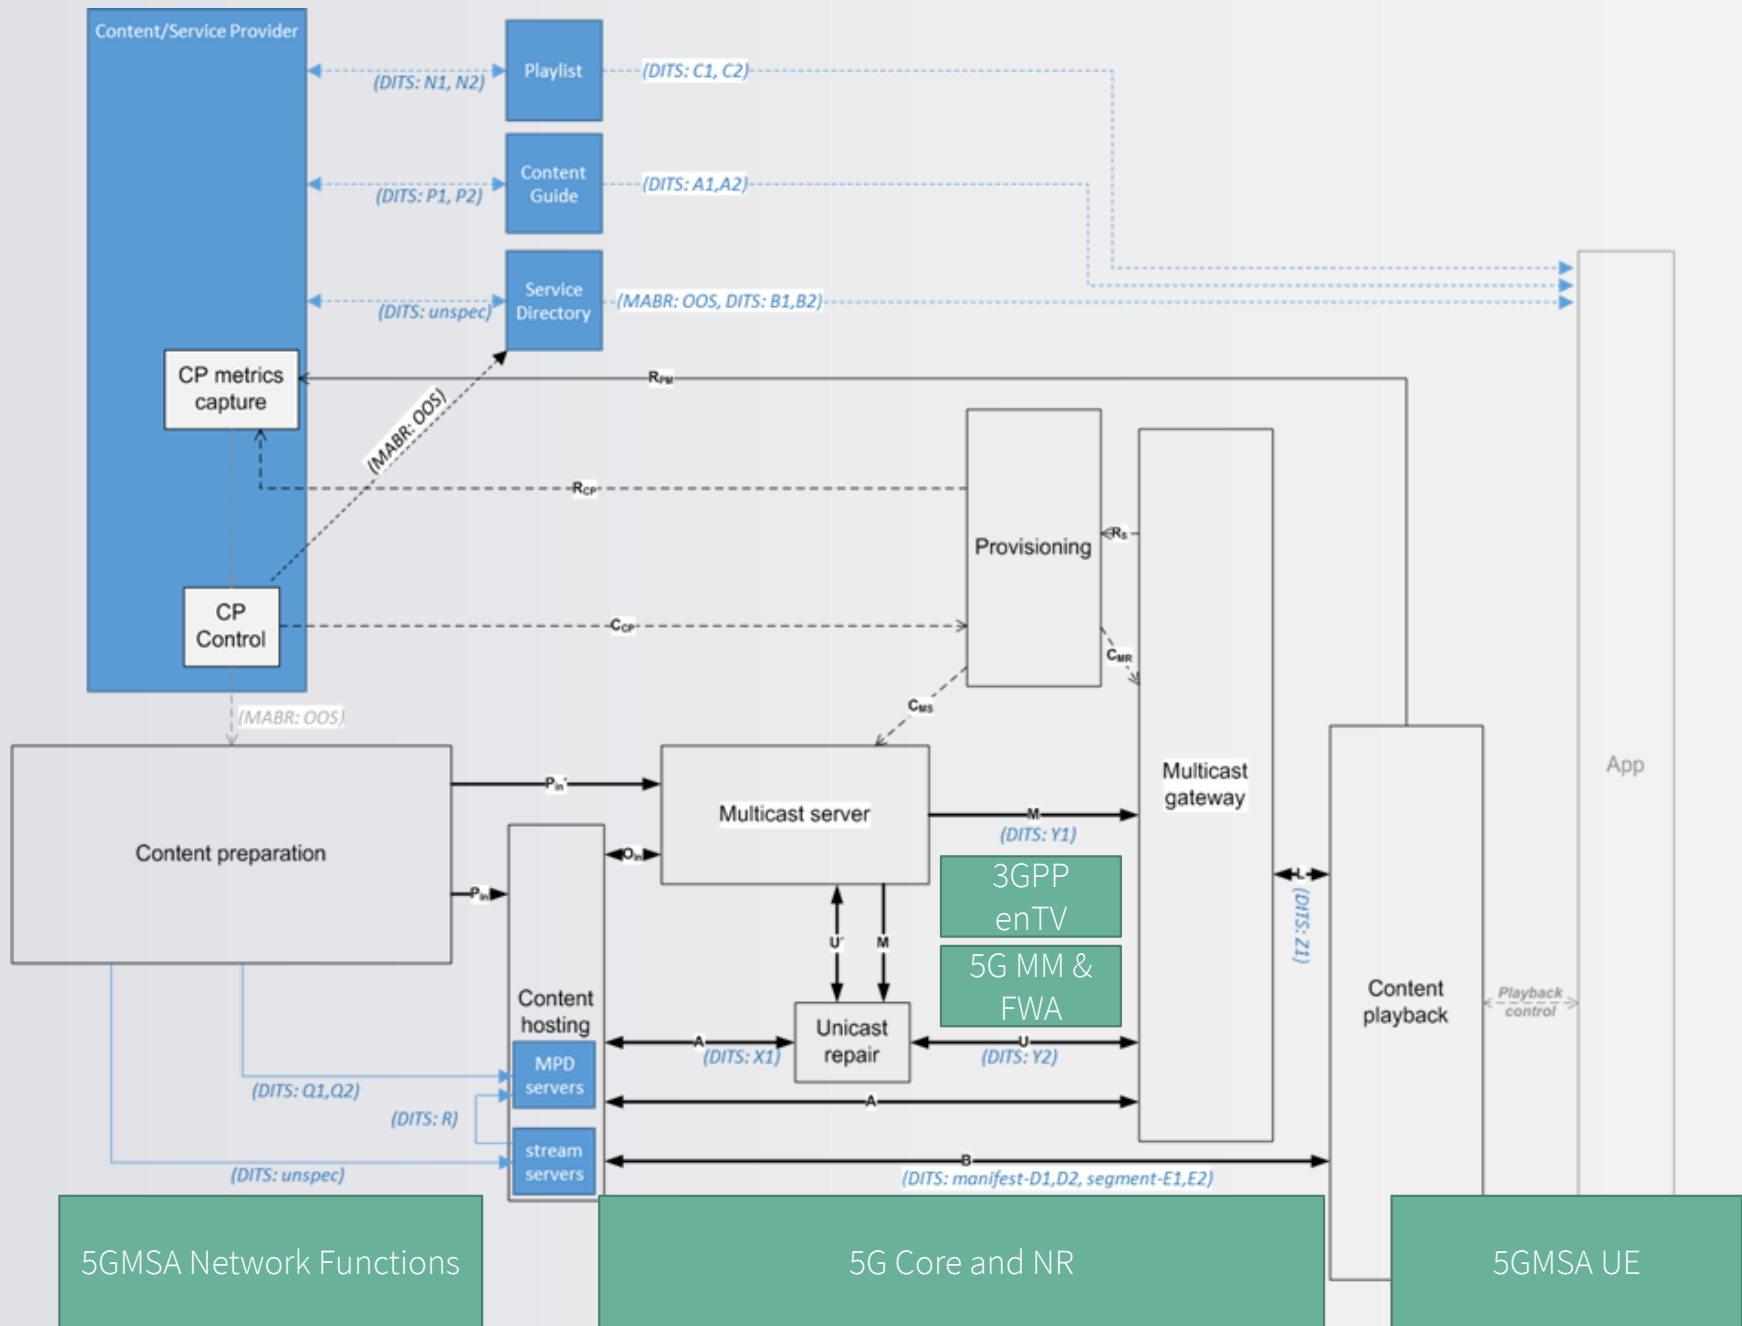 Content/Service Provider
Playlist
(DITS: N1, N2)
(DITS: C1, C2)
Content
Guide
(DITS: P1, P2)
(DITS: A1,A2)
Service
Directory
(DITS: unspec)
(MABR: OOS, DITS: B1,B2)
CP metrics
capture
RPM
(MABR: OOS)
RCP
Provisioning
RS
CP
Control
CCP
CMR
CMS
(MABR: OOS)
Content preparation
Pin'
Multicast server
M
(DITS: Y1)
Multicast
gateway
App
Oin
Pin
3GPP
enTV
L
(DITS: Z1)
U'
M
5G MM &
FWA
Content
hosting
Content
playback
Playback
control
Unicast
repair
A
(DITS: X1)
U
(DITS: Y2)
MPD
servers
(DITS: Q1,Q2)
A
(DITS: R)
stream
servers
(DITS: unspec)
B
(DITS: manifest-D1,D2, segment-E1,E2)
5GMSA Network Functions
5G Core and NR
5GMSA UE